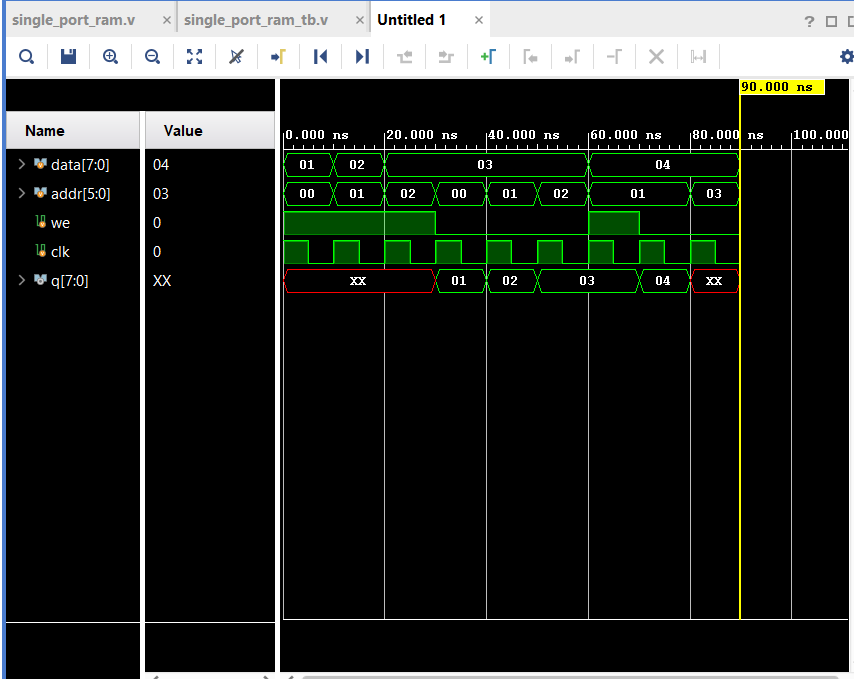 single_port_ram.v × single_port_ram_tb.v × Untitled 1 × ?
90.000 ns
Name Value
0.000 ns 20.000 ns 40.000 ns 60.000 ns 80.000 ns 100.000
data[7:0] 04 01 02 03 04
addr[5:0] 03 00 01 02 00 01 02 01 03
we 0
clk 0
q[7:0] XX XX 01 02 03 04 XX